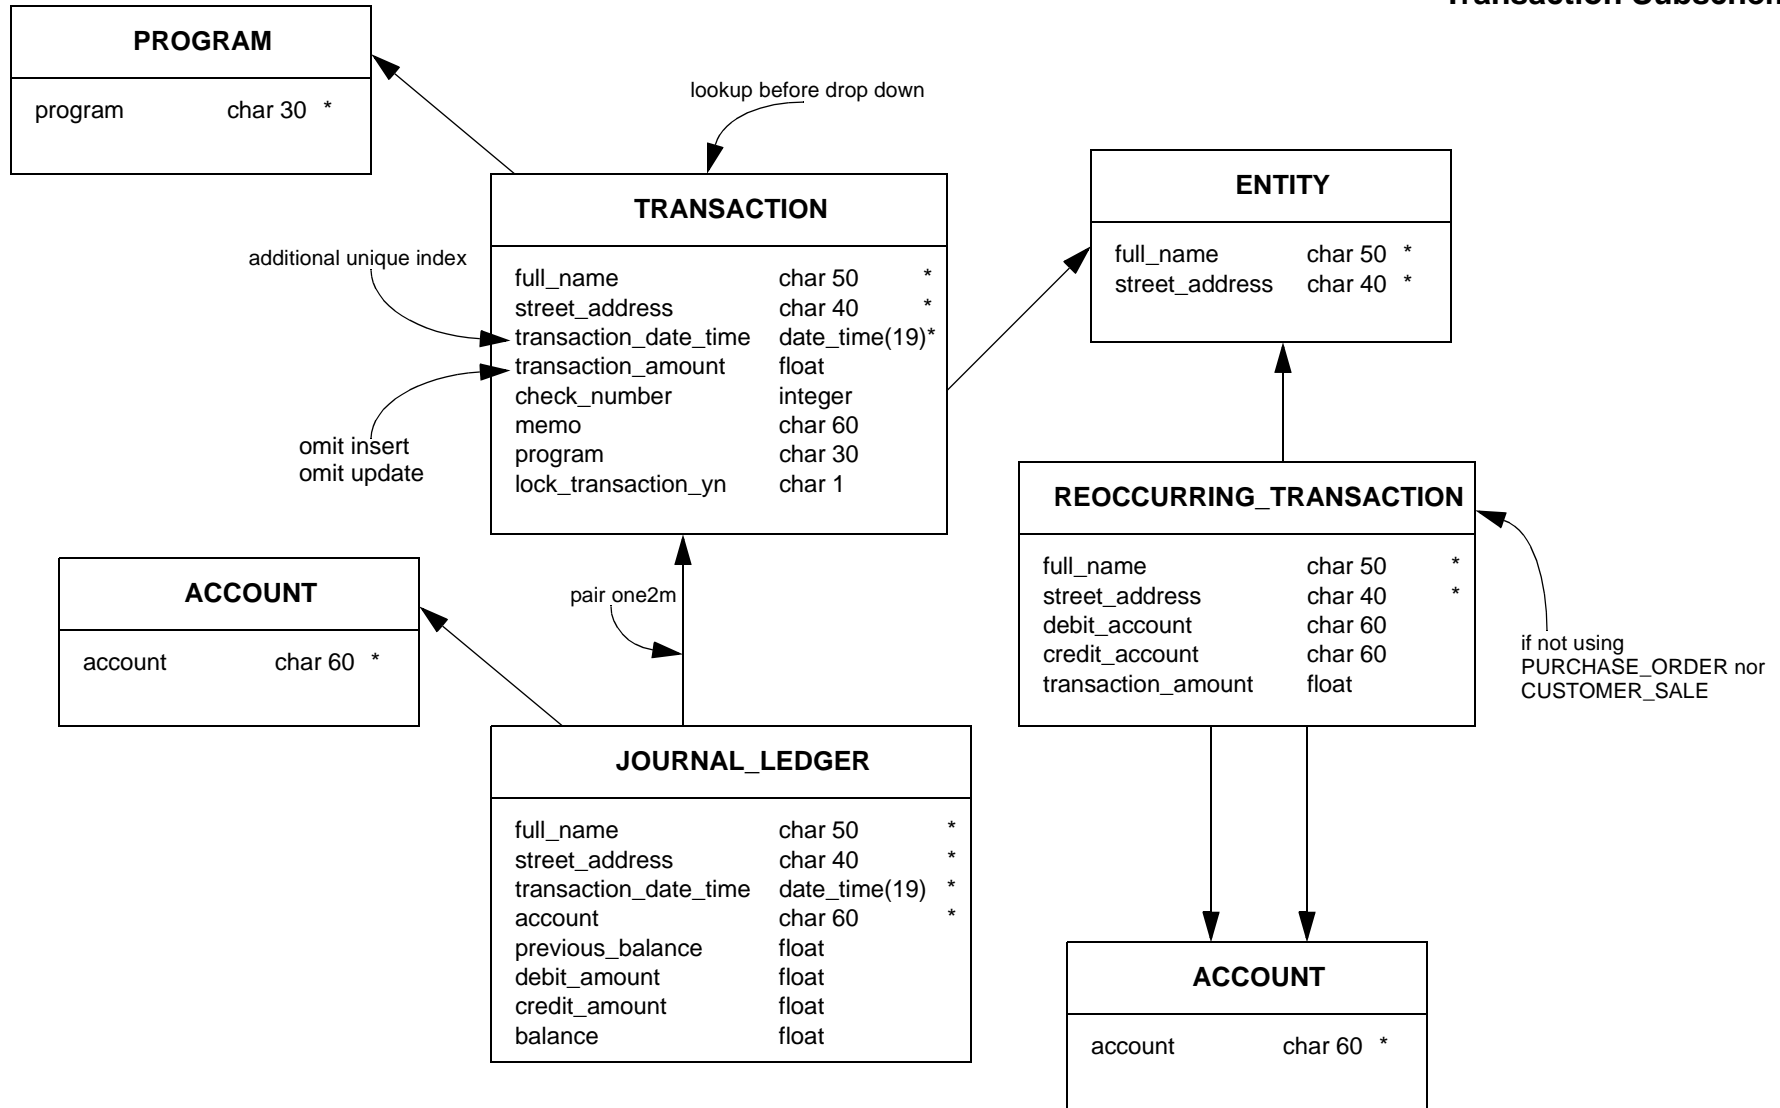 Transaction
PROGRAM
program char 30 *
lookup before drop down
TRANSACTION
full_name char 50 *
street_address char 40 *
transaction_date_time date_time(19)*
transaction_amount float
check_number integer
memo char 60
program char 30
lock_transaction_yn char 1
additional unique index
omit insert
omit update
ENTITY
full_name char 50 *
street_address char 40 *
REOCCURRING_TRANSACTION
full_name char 50 *
street_address char 40 *
debit_account char 60
credit_account char 60
transaction_amount float
if not using
PURCHASE_ORDER nor
CUSTOMER_SALE
ACCOUNT
account char 60 *
pair one2m
JOURNAL_LEDGER
full_name char 50 *
street_address char 40 *
transaction_date_time date_time(19) *
account char 60 *
previous_balance float
debit_amount float
credit_amount float
balance float
ACCOUNT
account char 60 *